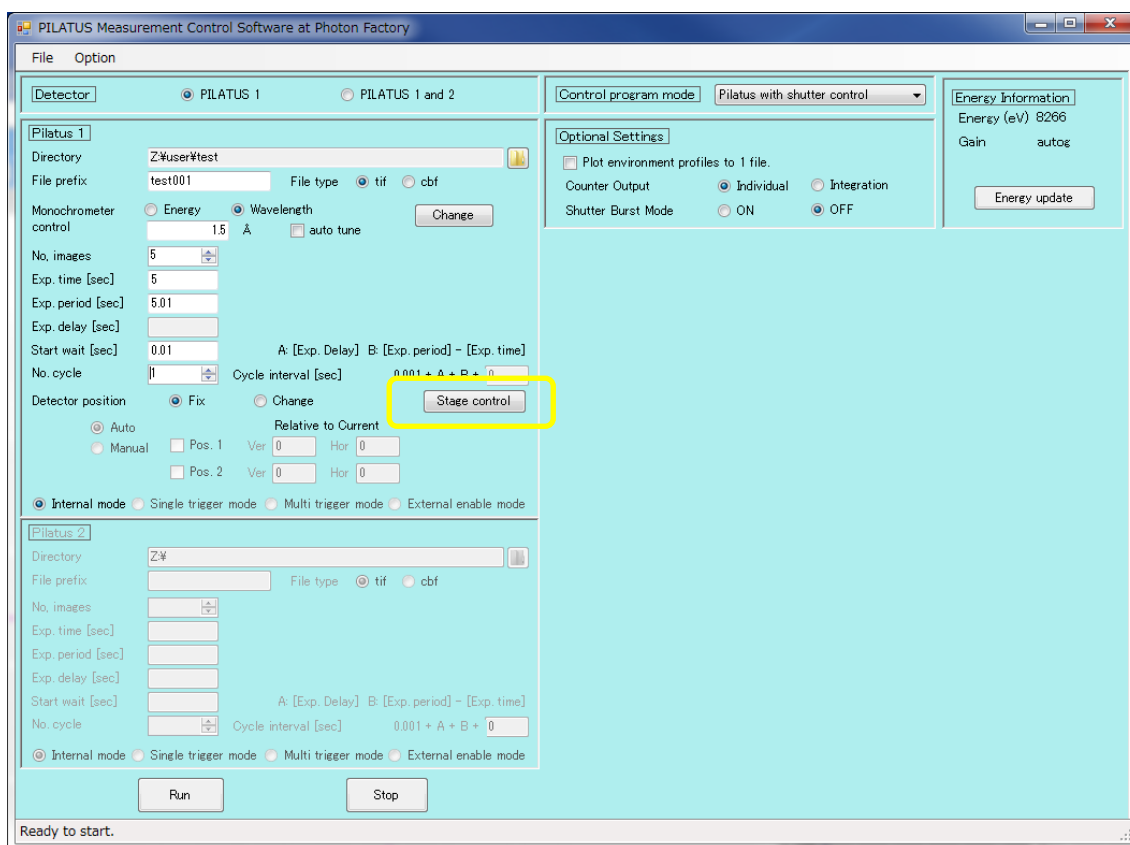 PILATUS Measurement Control Software at Photon Factory
File Option
Detector PILATUS 1 PILATUS 1 and 2
Control program mode Pilatus with shutter control
Energy Information
Energy (eV) 8266
Gain autog
Energy update
Optional Settings
Plot environment profiles to 1 file.
Counter Output Individual Integration
Shutter Burst Mode ON OFF
Pilatus 1
Directory Z:¥user¥test
File prefix test001 File type tif cbf
Monochrometer control Energy Wavelength Change
1.5 Å auto tune
No, images 5
Exp. time [sec] 5
Exp. period [sec] 5.01
Exp. delay [sec]
Start wait [sec] 0.01 A: [Exp. Delay] B: [Exp. period] - [Exp. time]
No. cycle 1 Cycle interval [sec] 0.001 + A + B + 0
Detector position Fix Change Stage control
Auto Relative to Current
Manual Pos. 1 Ver 0 Hor 0
Pos. 2 Ver 0 Hor 0
Internal mode Single trigger mode Multi trigger mode External enable mode
Pilatus 2
Directory Z:¥
File prefix File type tif cbf
No, images
Exp. time [sec]
Exp. period [sec]
Exp. delay [sec]
Start wait [sec] A: [Exp. Delay] B: [Exp. period] - [Exp. time]
No. cycle Cycle interval [sec] 0.001 + A + B + 0
Internal mode Single trigger mode Multi trigger mode External enable mode
Run Stop
Ready to start.